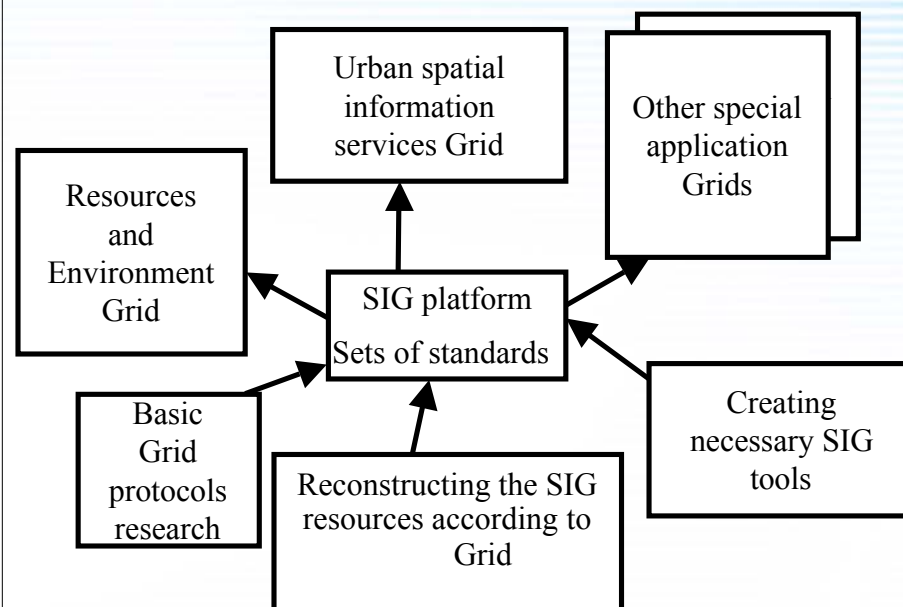 Urban spatial
information
services Grid
Other special
application
Grids
Resources
and
Environment
Grid
SIG platform
Sets of standards
Basic
Grid
protocols
research
Reconstructing the SIG
resources according to
Grid
Creating
necessary SIG
tools